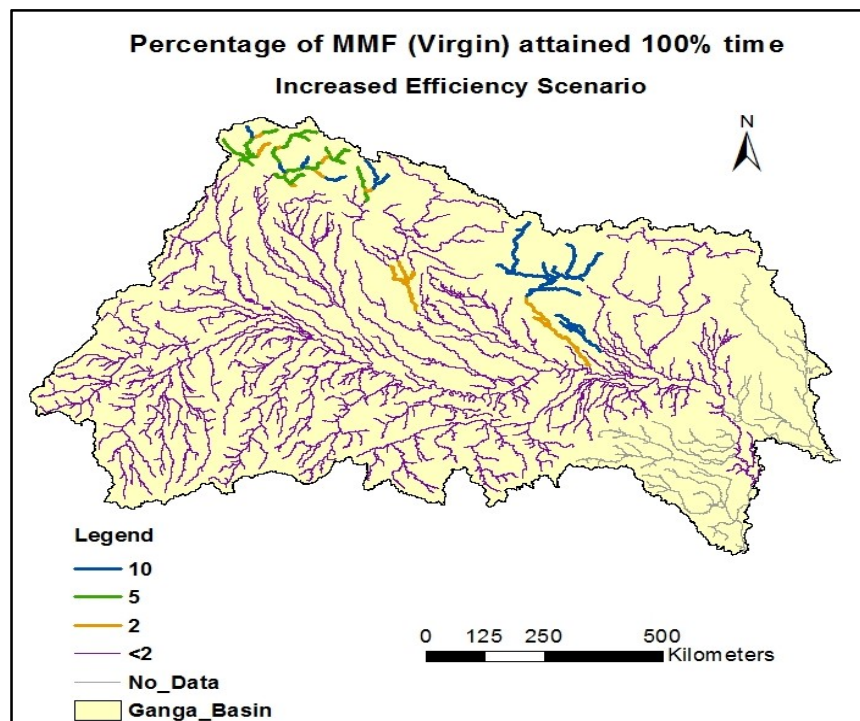 Percentage of MMF (Virgin) attained 100% time
Increased Efficiency Scenario
N
Legend
10
5
2
<2
No_Data
Ganga_Basin
0 125 250 500
Kilometers